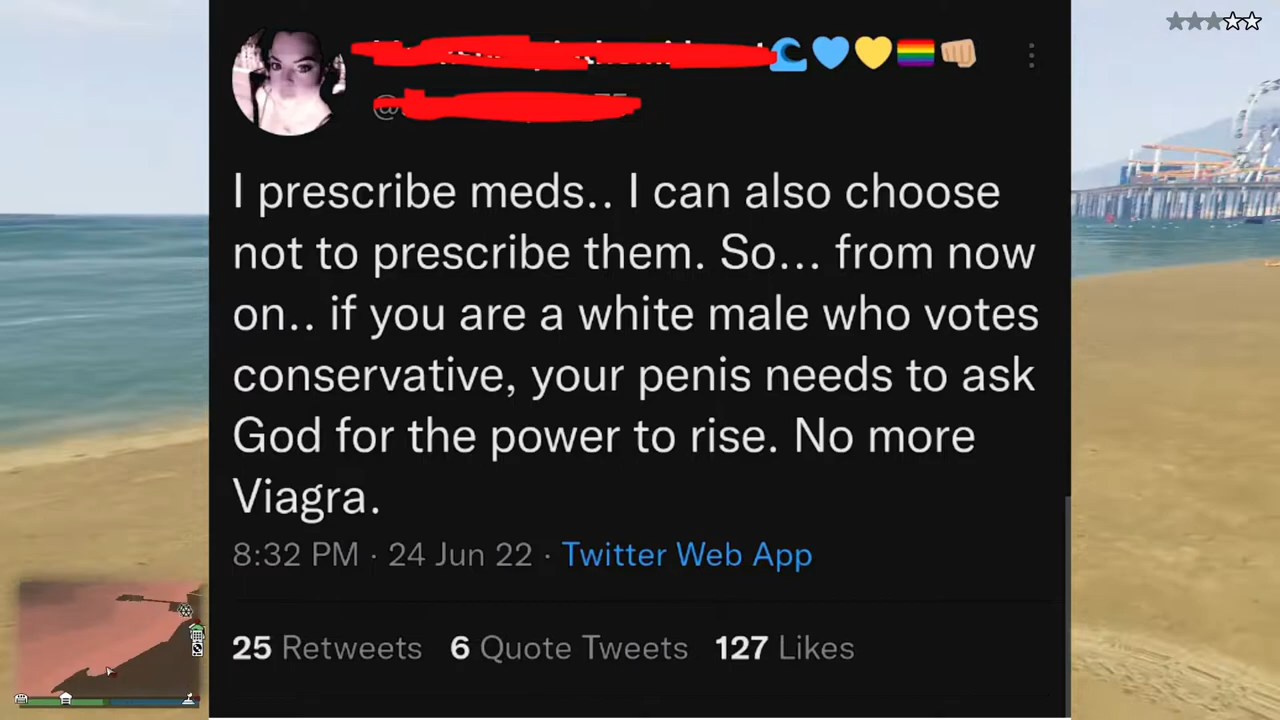 @
I prescribe meds.. I can also choose
not to prescribe them. So... from now
on.. if you are a white male who votes
conservative, your penis needs to ask
God for the power to rise. No more
Viagra.
8:32 PM · 24 Jun 22 · Twitter Web App
25 Retweets 6 Quote Tweets 127 Likes